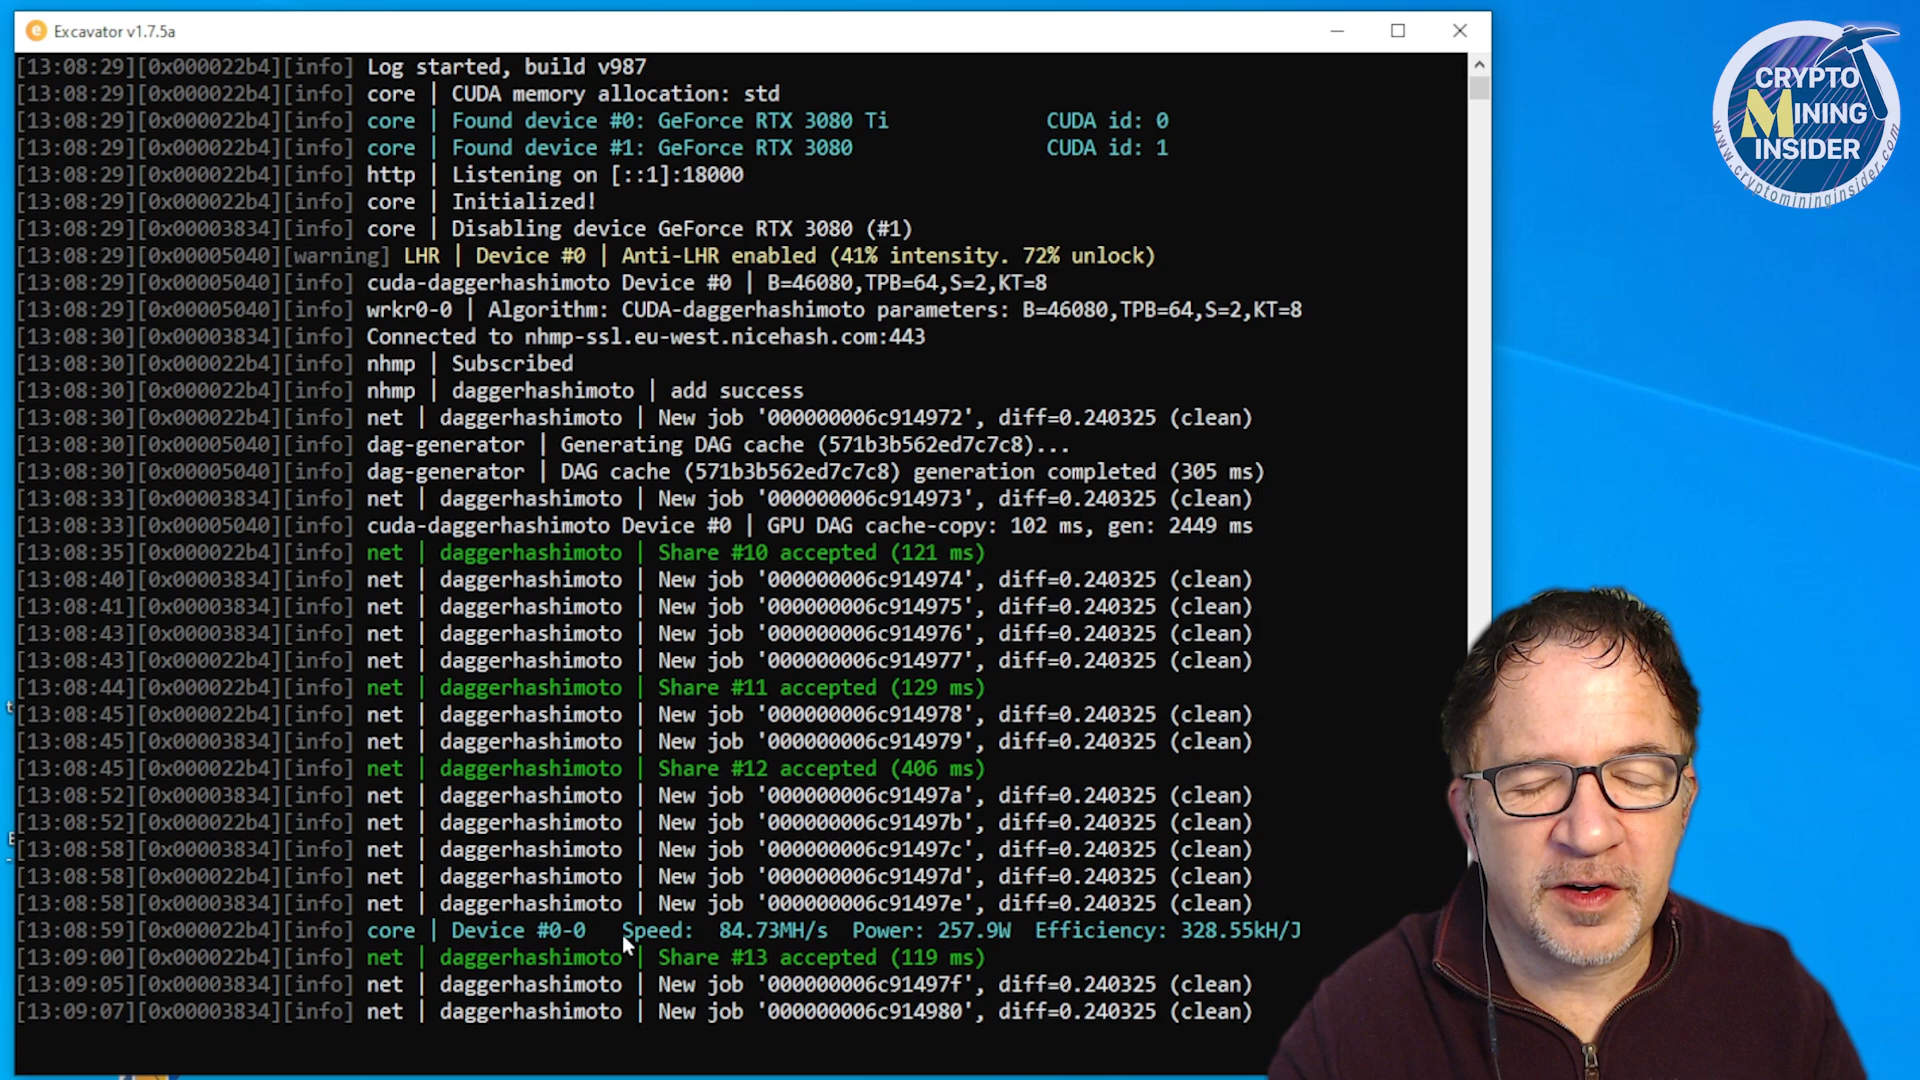 Excavator v1.7.5a
[13:08:29][0x000022b4][info] Log started, build v987
[13:08:29][0x000022b4][info] core | CUDA memory allocation: std
[13:08:29][0x000022b4][info] core | Found device #0: GeForce RTX 3080 Ti CUDA id: 0
[13:08:29][0x000022b4][info] core | Found device #1: GeForce RTX 3080 CUDA id: 1
[13:08:29][0x000022b4][info] http | Listening on [::1]:18000
[13:08:29][0x000022b4][info] core | Initialized!
[13:08:29][0x00003834][info] core | Disabling device GeForce RTX 3080 (#1)
[13:08:29][0x00005040][warning] LHR | Device #0 | Anti-LHR enabled (41% intensity. 72% unlock)
[13:08:29][0x00005040][info] cuda-daggerhashimoto Device #0 | B=46080,TPB=64,S=2,KT=8
[13:08:29][0x00005040][info] wrkr0-0 | Algorithm: CUDA-daggerhashimoto parameters: B=46080,TPB=64,S=2,KT=8
[13:08:30][0x00003834][info] Connected to nhmp-ssl.eu-west.nicehash.com:443
[13:08:30][0x000022b4][info] nhmp | Subscribed
[13:08:30][0x000022b4][info] nhmp | daggerhashimoto | add success
[13:08:30][0x000022b4][info] net | daggerhashimoto | New job '000000006c914972', diff=0.240325 (clean)
[13:08:30][0x00005040][info] dag-generator | Generating DAG cache (571b3b562ed7c7c8)...
[13:08:30][0x00005040][info] dag-generator | DAG cache (571b3b562ed7c7c8) generation completed (305 ms)
[13:08:33][0x00003834][info] net | daggerhashimoto | New job '000000006c914973', diff=0.240325 (clean)
[13:08:33][0x00005040][info] cuda-daggerhashimoto Device #0 | GPU DAG cache-copy: 102 ms, gen: 2449 ms
[13:08:35][0x000022b4][info] net | daggerhashimoto | Share #10 accepted (121 ms)
[13:08:40][0x00003834][info] net | daggerhashimoto | New job '000000006c914974', diff=0.240325 (clean)
[13:08:41][0x00003834][info] net | daggerhashimoto | New job '000000006c914975', diff=0.240325 (clean)
[13:08:43][0x00003834][info] net | daggerhashimoto | New job '000000006c914976', diff=0.240325 (clean)
[13:08:43][0x000022b4][info] net | daggerhashimoto | New job '000000006c914977', diff=0.240325 (clean)
[13:08:44][0x000022b4][info] net | daggerhashimoto | Share #11 accepted (129 ms)
[13:08:45][0x000022b4][info] net | daggerhashimoto | New job '000000006c914978', diff=0.240325 (clean)
[13:08:45][0x00003834][info] net | daggerhashimoto | New job '000000006c914979', diff=0.240325 (clean)
[13:08:45][0x000022b4][info] net | daggerhashimoto | Share #12 accepted (406 ms)
[13:08:52][0x00003834][info] net | daggerhashimoto | New job '000000006c91497a', diff=0.240325 (clean)
[13:08:52][0x000022b4][info] net | daggerhashimoto | New job '000000006c91497b', diff=0.240325 (clean)
[13:08:58][0x00003834][info] net | daggerhashimoto | New job '000000006c91497c', diff=0.240325 (clean)
[13:08:58][0x000022b4][info] net | daggerhashimoto | New job '000000006c91497d', diff=0.240325 (clean)
[13:08:58][0x00003834][info] net | daggerhashimoto | New job '000000006c91497e', diff=0.240325 (clean)
[13:08:59][0x000022b4][info] core | Device #0-0 Speed: 84.73MH/s Power: 257.9W Efficiency: 328.55kH/J
[13:09:00][0x000022b4][info] net | daggerhashimoto | Share #13 accepted (119 ms)
[13:09:05][0x00003834][info] net | daggerhashimoto | New job '000000006c91497f', diff=0.240325 (clean)
[13:09:07][0x00003834][info] net | daggerhashimoto | New job '000000006c914980', diff=0.240325 (clean)
CRYPTO
MINING
INSIDER
www.cryptomininginsider.com